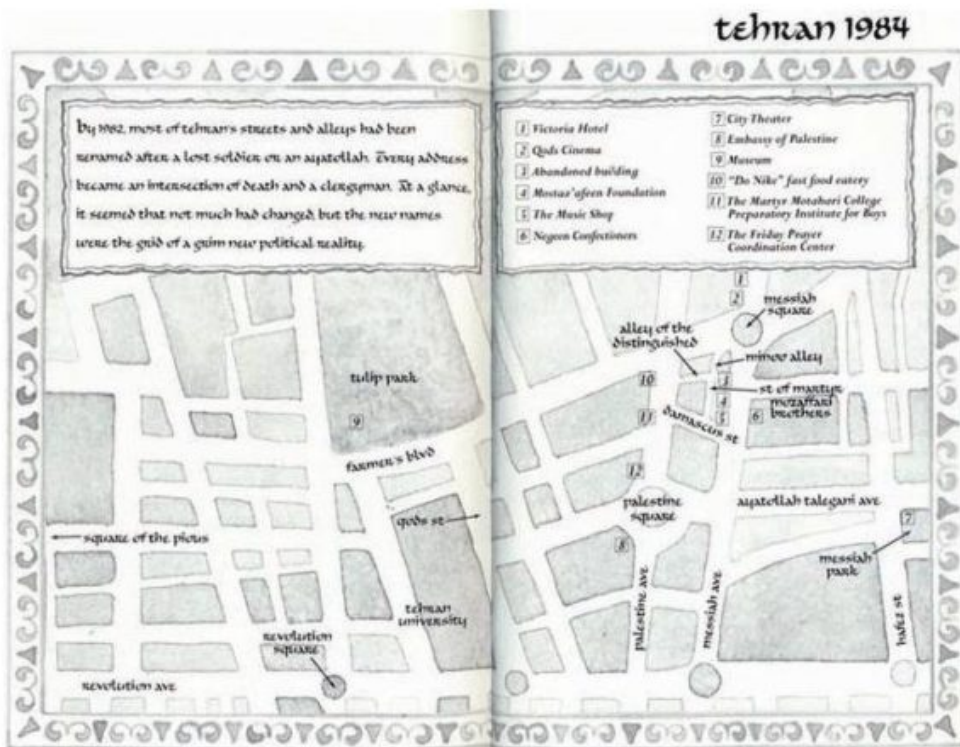 tehran 1984
By 1982, most of tehran's streets and alleys had been
renamed after a lost soldier or an ayatollah. Every address
became an intersection of death and a clergyman. At a glance,
it seemed that not much had changed, but the new names
were the grid of a grim new political reality.
1 Victoria Hotel
2 Qods Cinema
3 Abandoned building
4 Mostaz'afeen Foundation
5 The Music Shop
6 Negeen Confectioners
7 City Theater
8 Embassy of Palestine
9 Museum
10 "Do Nike" fast food eatery
11 The Martyr Motahari College
Preparatory Institute for Boys
12 The Friday Prayer
Coordination Center
tulip park
9
farmer's blvd
qods st
square of the pious
tehran
university
revolution
square
revolution ave
1
2
messiah
square
alley of the
distinguished
minoo alley
10
3
st of martyr
mozaffari
brothers
4
11
damascus st
5
6
12
palestine
square
ayatollah talegani ave
7
8
messiah
park
palestine ave
messiah ave
hafez st